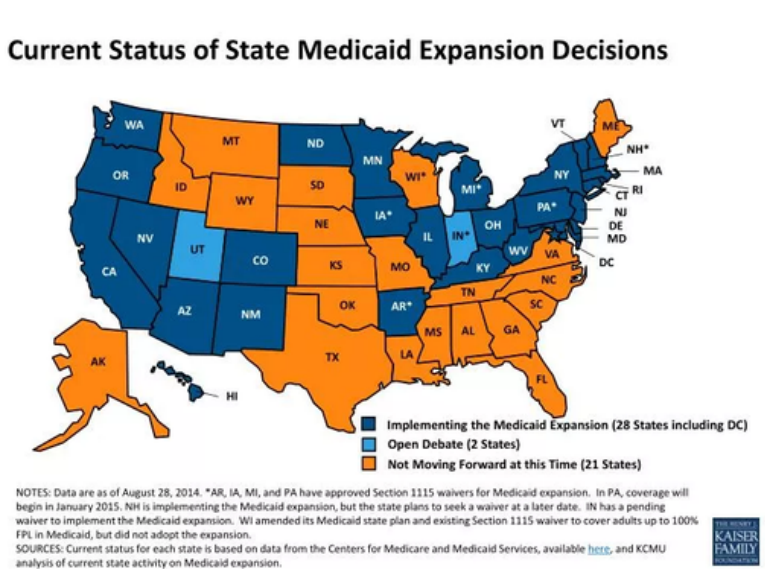 Current Status of State Medicaid Expansion Decisions
WA
MT
ND
MN
VT
ME
NH*
OR
ID
SD
WI*
MI*
NY
MA
RI
CT
WY
IA*
PA*
NJ
NE
DE
MD
NV
UT
CO
IL
IN*
OH
WV
VA
DC
CA
KS
MO
KY
NC
AZ
NM
OK
AR*
TN
SC
MS
AL
GA
AK
TX
LA
FL
HI
Implementing the Medicaid Expansion (28 States including DC)
Open Debate (2 States)
Not Moving Forward at this Time (21 States)
NOTES: Data are as of August 28, 2014. *AR, IA, MI, and PA have approved Section 1115 waivers for Medicaid expansion. In PA, coverage will
begin in January 2015. NH is implementing the Medicaid expansion, but the state plans to seek a waiver at a later date. IN has a pending
waiver to implement the Medicaid expansion. WI amended its Medicaid state plan and existing Section 1115 waiver to cover adults up to 100%
FPL in Medicaid, but did not adopt the expansion.
SOURCES: Current status for each state is based on data from the Centers for Medicare and Medicaid Services, available here, and KCMU
analysis of current state activity on Medicaid expansion.
THE HENRY J.
KAISER
FAMILY
FOUNDATION